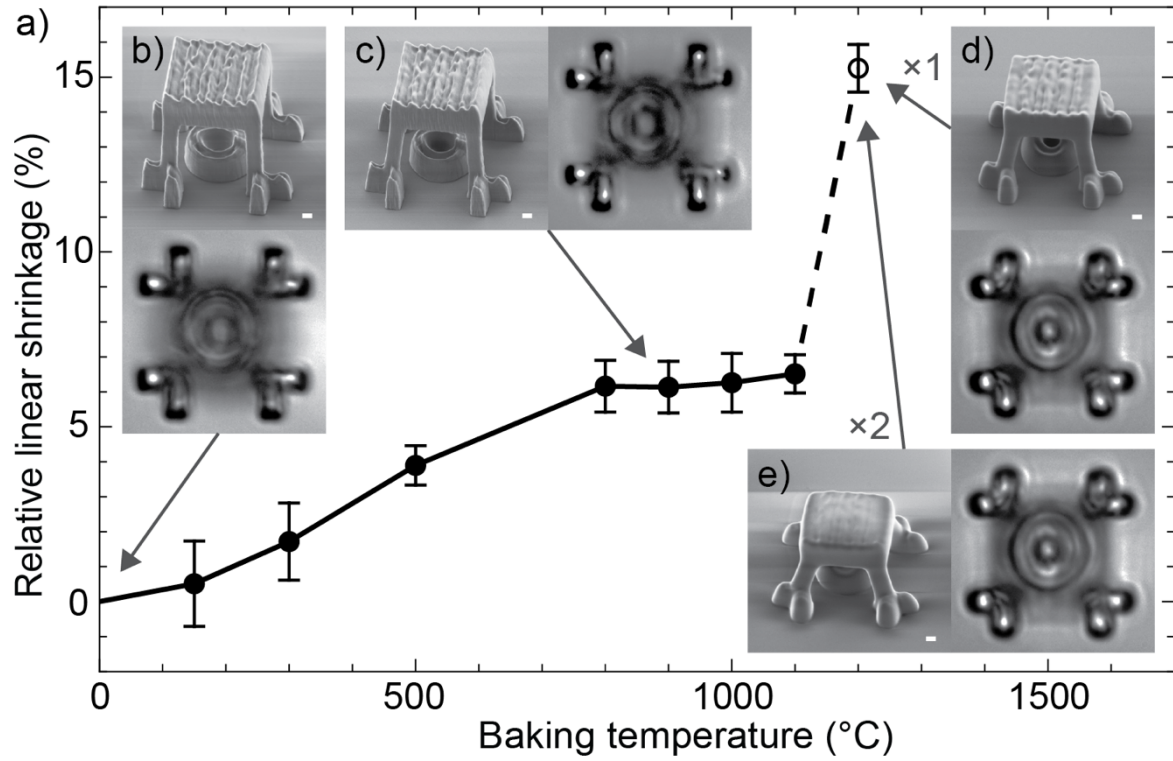 a)
b)
c)
d)
×1
15
10
5
0
×2
e)
Relative linear shrinkage (%)
0
500
1000
1500
Baking temperature (°C)